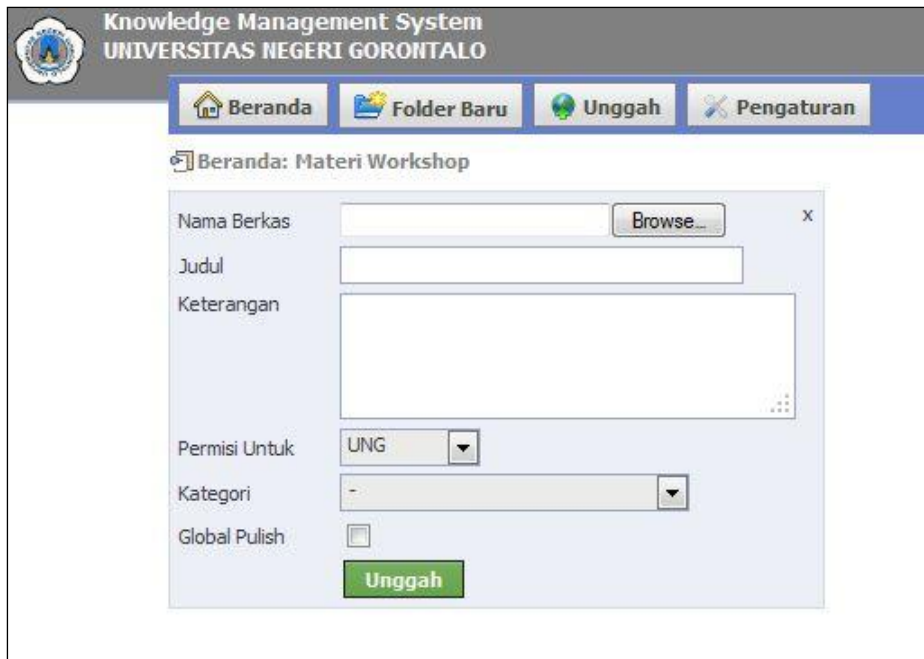 Knowledge Management System
UNIVERSITAS NEGERI GORONTALO
Beranda Folder Baru Unggah Pengaturan
Beranda: Materi Workshop
Nama Berkas Browse... x
Judul
Keterangan
Permisi Untuk UNG
Kategori -
Global Pulish
Unggah